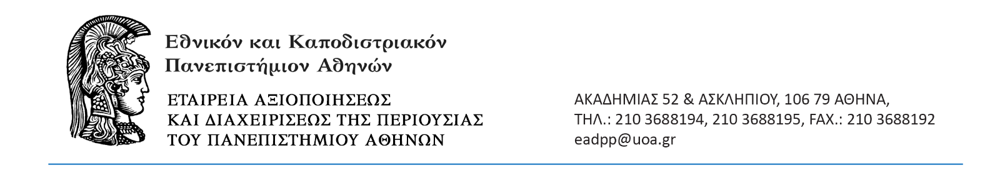 Εθνικόν και Καποδιστριακόν
Πανεπιστήμιον Αθηνών
ΕΤΑΙΡΕΙΑ ΑΞΙΟΠΟΙΗΣΕΩΣ
ΚΑΙ ΔΙΑΧΕΙΡΙΣΕΩΣ ΤΗΣ ΠΕΡΙΟΥΣΙΑΣ
ΤΟΥ ΠΑΝΕΠΙΣΤΗΜΙΟΥ ΑΘΗΝΩΝ
ΑΚΑΔΗΜΙΑΣ 52 & ΑΣΚΛΗΠΙΟΥ, 106 79 ΑΘΗΝΑ,
ΤΗΛ.: 210 3688194, 210 3688195, FAX.: 210 3688192
eadpp@uoa.gr